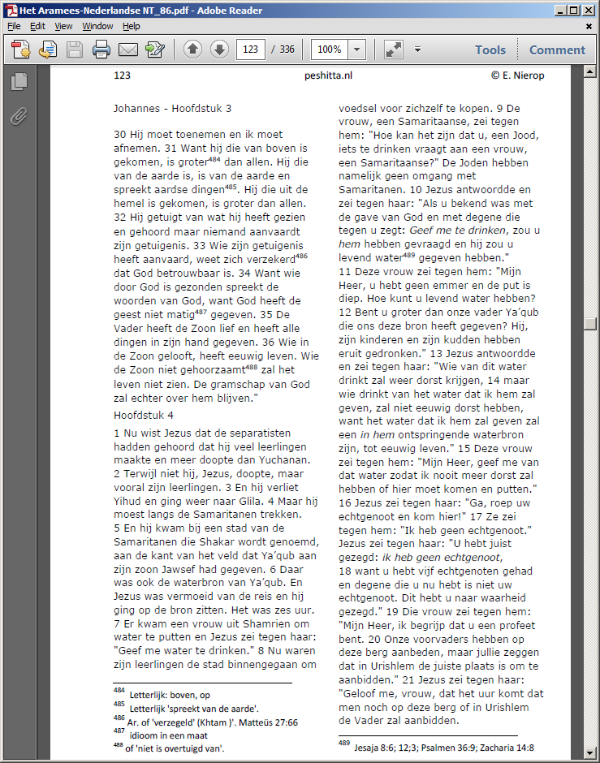 Het Aramees-Nederlandse NT_86.pdf - Adobe Reader
File Edit View Window Help
123 / 336 100% Tools Comment
123 peshitta.nl © E. Nierop
Johannes - Hoofdstuk 3
30 Hij moet toenemen en ik moet
afnemen. 31 Want hij die van boven is
gekomen, is groter484 dan allen. Hij die
van de aarde is, is van de aarde en
spreekt aardse dingen485. Hij die uit de
hemel is gekomen, is groter dan allen.
32 Hij getuigt van wat hij heeft gezien
en gehoord maar niemand aanvaardt
zijn getuigenis. 33 Wie zijn getuigenis
heeft aanvaard, weet zich verzekerd486
dat God betrouwbaar is. 34 Want wie
door God is gezonden spreekt de
woorden van God, want God heeft de
geest niet matig487 gegeven. 35 De
Vader heeft de Zoon lief en heeft alle
dingen in zijn hand gegeven. 36 Wie in
de Zoon gelooft, heeft eeuwig leven. Wie
de Zoon niet gehoorzaamt488 zal het
leven niet zien. De gramschap van God
zal echter over hem blijven."
Hoofdstuk 4
1 Nu wist Jezus dat de separatisten
hadden gehoord dat hij veel leerlingen
maakte en meer doopte dan Yuchanan.
2 Terwijl niet hij, Jezus, doopte, maar
vooral zijn leerlingen. 3 En hij verliet
Yihud en ging weer naar Glila. 4 Maar hij
moest langs de Samaritanen trekken.
5 En hij kwam bij een stad van de
Samaritanen die Shakar wordt genoemd,
aan de kant van het veld dat Ya’qub aan
zijn zoon Jawsef had gegeven. 6 Daar
was ook de waterbron van Ya’qub. En
Jezus was vermoeid van de reis en hij
ging op de bron zitten. Het was zes uur.
7 Er kwam een vrouw uit Shamrien om
water te putten en Jezus zei tegen haar:
"Geef me water te drinken." 8 Nu waren
zijn leerlingen de stad binnengegaan om
484 Letterlijk: boven, op
485 Letterlijk 'spreekt van de aarde'.
486 Ar. of 'verzegeld' (Khtam )'. Matteüs 27:66
487 idioom in een maat
488 of 'niet is overtuigd van'.
voedsel voor zichzelf te kopen. 9 De
vrouw, een Samaritaanse, zei tegen
hem: "Hoe kan het zijn dat u, een Jood,
iets te drinken vraagt aan een vrouw,
een Samaritaanse?" De Joden hebben
namelijk geen omgang met
Samaritanen. 10 Jezus antwoordde en
zei tegen haar: "Als u bekend was met
de gave van God en met degene die
tegen u zegt: Geef me te drinken, zou u
hem hebben gevraagd en hij zou u
levend water489 gegeven hebben."
11 Deze vrouw zei tegen hem: "Mijn
Heer, u hebt geen emmer en de put is
diep. Hoe kunt u levend water hebben?
12 Bent u groter dan onze vader Ya’qub
die ons deze bron heeft gegeven? Hij,
zijn kinderen en zijn kudden hebben
eruit gedronken." 13 Jezus antwoordde
en zei tegen haar: "Wie van dit water
drinkt zal weer dorst krijgen, 14 maar
wie drinkt van het water dat ik hem zal
geven, zal niet eeuwig dorst hebben,
want het water dat ik hem zal geven zal
een in hem ontspringende waterbron
zijn, tot eeuwig leven." 15 Deze vrouw
zei tegen hem: "Mijn Heer, geef me van
dat water zodat ik nooit meer dorst zal
hebben of hier moet komen en putten."
16 Jezus zei tegen haar: "Ga, roep uw
echtgenoot en kom hier!" 17 Ze zei
tegen hem: "Ik heb geen echtgenoot."
Jezus zei tegen haar: "U hebt juist
gezegd: ik heb geen echtgenoot,
18 want u hebt vijf echtgenoten gehad
en degene die u nu hebt is niet uw
echtgenoot. Dit hebt u naar waarheid
gezegd." 19 Die vrouw zei tegen hem:
"Mijn Heer, ik begrijp dat u een profeet
bent. 20 Onze voorvaders hebben op
deze berg aanbeden, maar jullie zeggen
dat in Urishlem de juiste plaats is om te
aanbidden." 21 Jezus zei tegen haar:
"Geloof me, vrouw, dat het uur komt dat
men noch op deze berg of in Urishlem
de Vader zal aanbidden.
489 Jesaja 8:6; 12;3; Psalmen 36:9; Zacharia 14:8